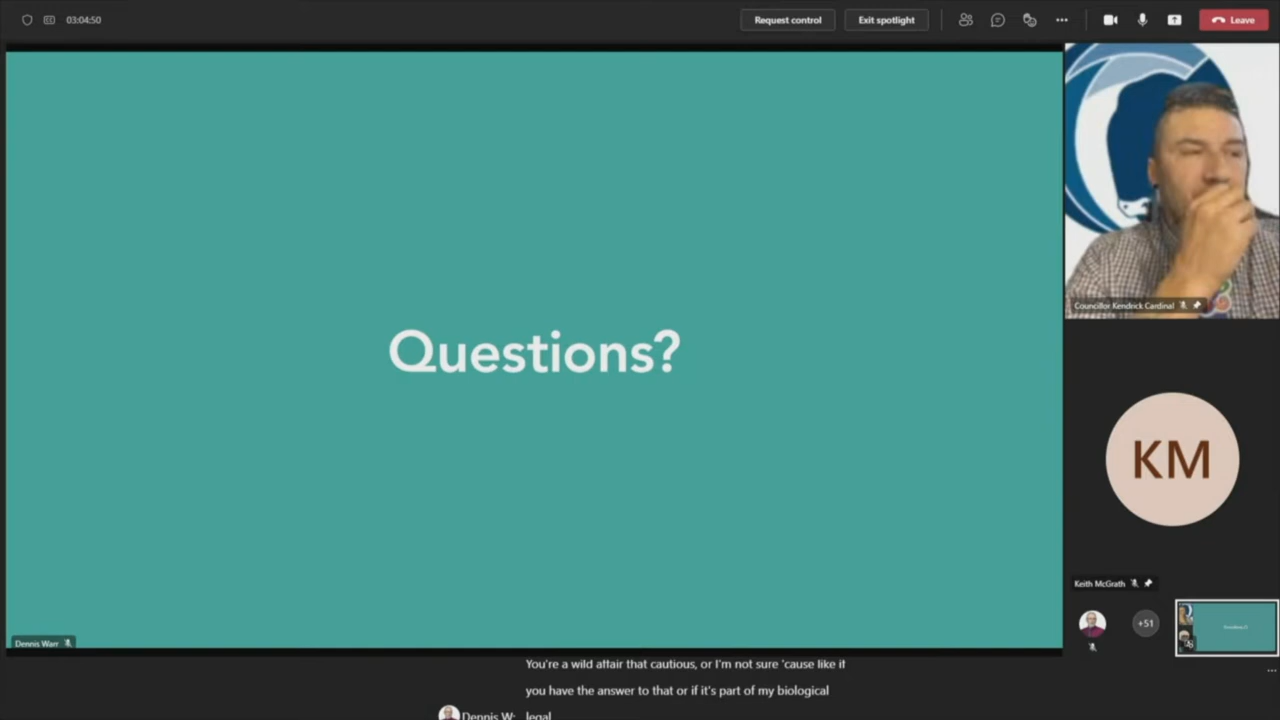 03:04:50
Request control
Exit spotlight
Leave
Questions?
Councillor Kendrick Cardinal
KM
Keith McGrath
+51
Dennis Warr
You're a wild affair that cautious, or I'm not sure 'cause like it
you have the answer to that or if it's part of my biological
Dennis W: legal